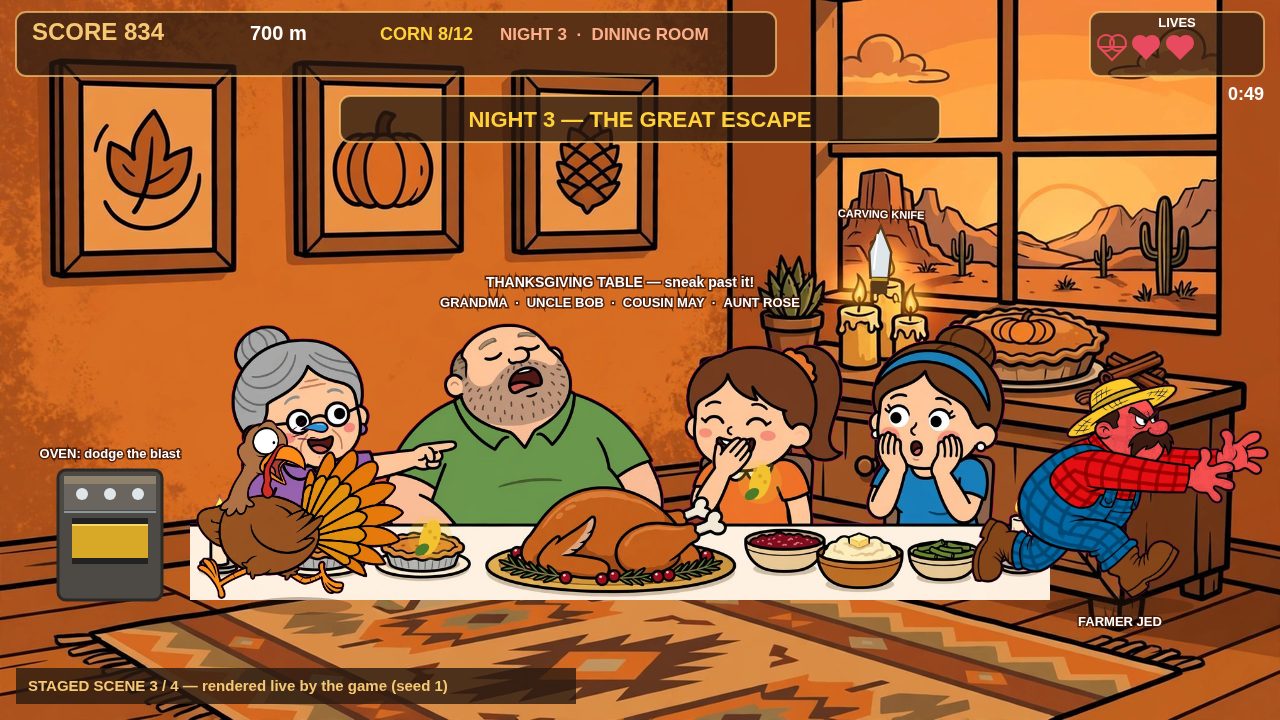 SCORE 834
700 m
CORN 8/12
NIGHT 3 · DINING ROOM
LIVES
0:49
NIGHT 3 — THE GREAT ESCAPE
CARVING KNIFE
THANKSGIVING TABLE — sneak past it!
GRANDMA · UNCLE BOB · COUSIN MAY · AUNT ROSE
OVEN: dodge the blast
FARMER JED
STAGED SCENE 3 / 4 — rendered live by the game (seed 1)